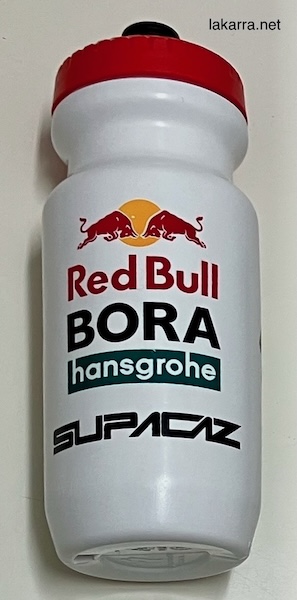 lakarra.net
Red Bull
BORA
hansgrohe
SUPACAZ